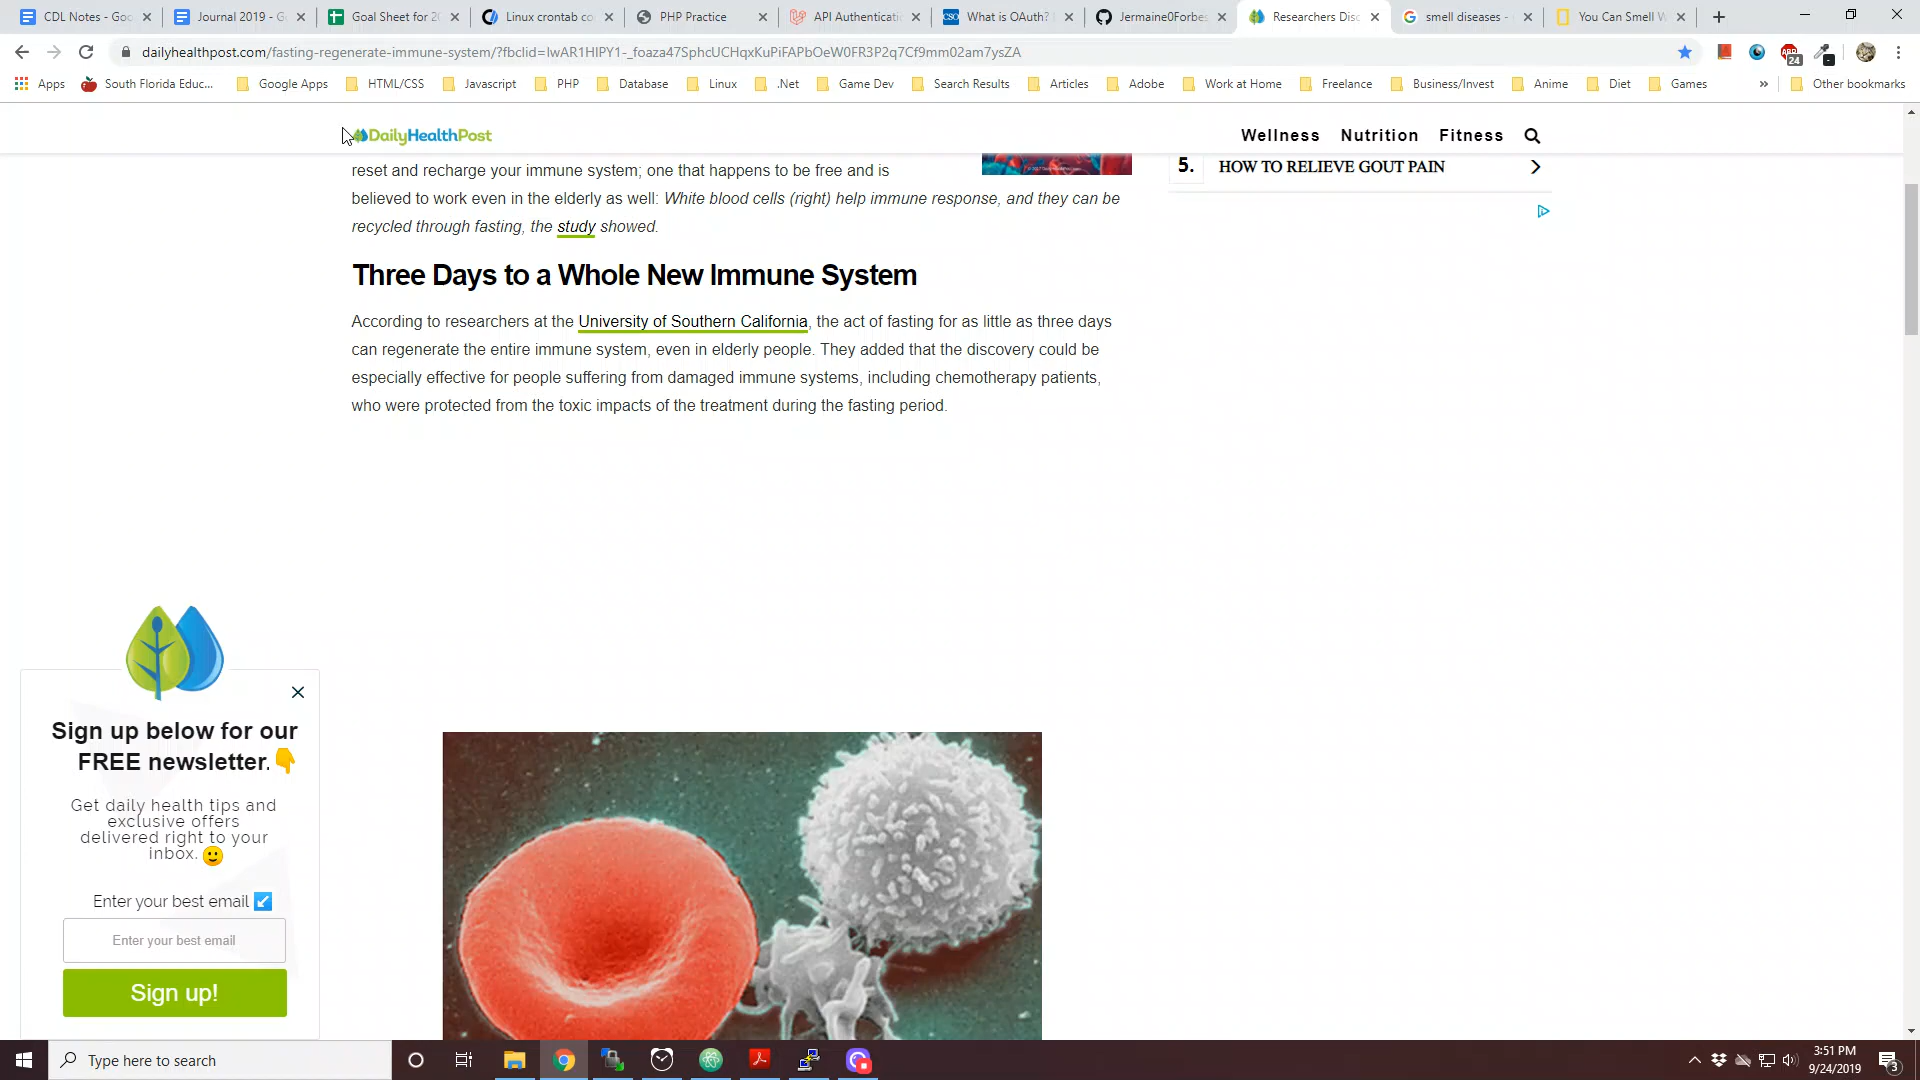 CDL Notes - Goo
Journal 2019 - G
Goal Sheet for 20
Linux crontab co
PHP Practice
API Authenticati
What is OAuth?
Jermaine0Forbes
Researchers Disc
smell diseases -
You Can Smell W
dailyhealthpost.com/fasting-regenerate-immune-system/?fbclid=IwAR1HIPY1-_foaza47SphcUCHqxKuPiFAPbOeW0FR3P2q7Cf9mm02am7ysZA
24
Apps
South Florida Educ...
Google Apps
HTML/CSS
Javascript
PHP
Database
Linux
.Net
Game Dev
Search Results
Articles
Adobe
Work at Home
Freelance
Business/Invest
Anime
Diet
Games
Other bookmarks
DailyHealthPost
Wellness Nutrition Fitness
reset and recharge your immune system; one that happens to be free and is
believed to work even in the elderly as well: White blood cells (right) help immune response, and they can be
recycled through fasting, the study showed.
5. HOW TO RELIEVE GOUT PAIN
Three Days to a Whole New Immune System
According to researchers at the University of Southern California, the act of fasting for as little as three days
can regenerate the entire immune system, even in elderly people. They added that the discovery could be
especially effective for people suffering from damaged immune systems, including chemotherapy patients,
who were protected from the toxic impacts of the treatment during the fasting period.
Sign up below for our
FREE newsletter.👇
Get daily health tips and
exclusive offers
delivered right to your
inbox. 🙂
Enter your best email ↙
Enter your best email
Sign up!
Type here to search
3:51 PM
9/24/2019
3